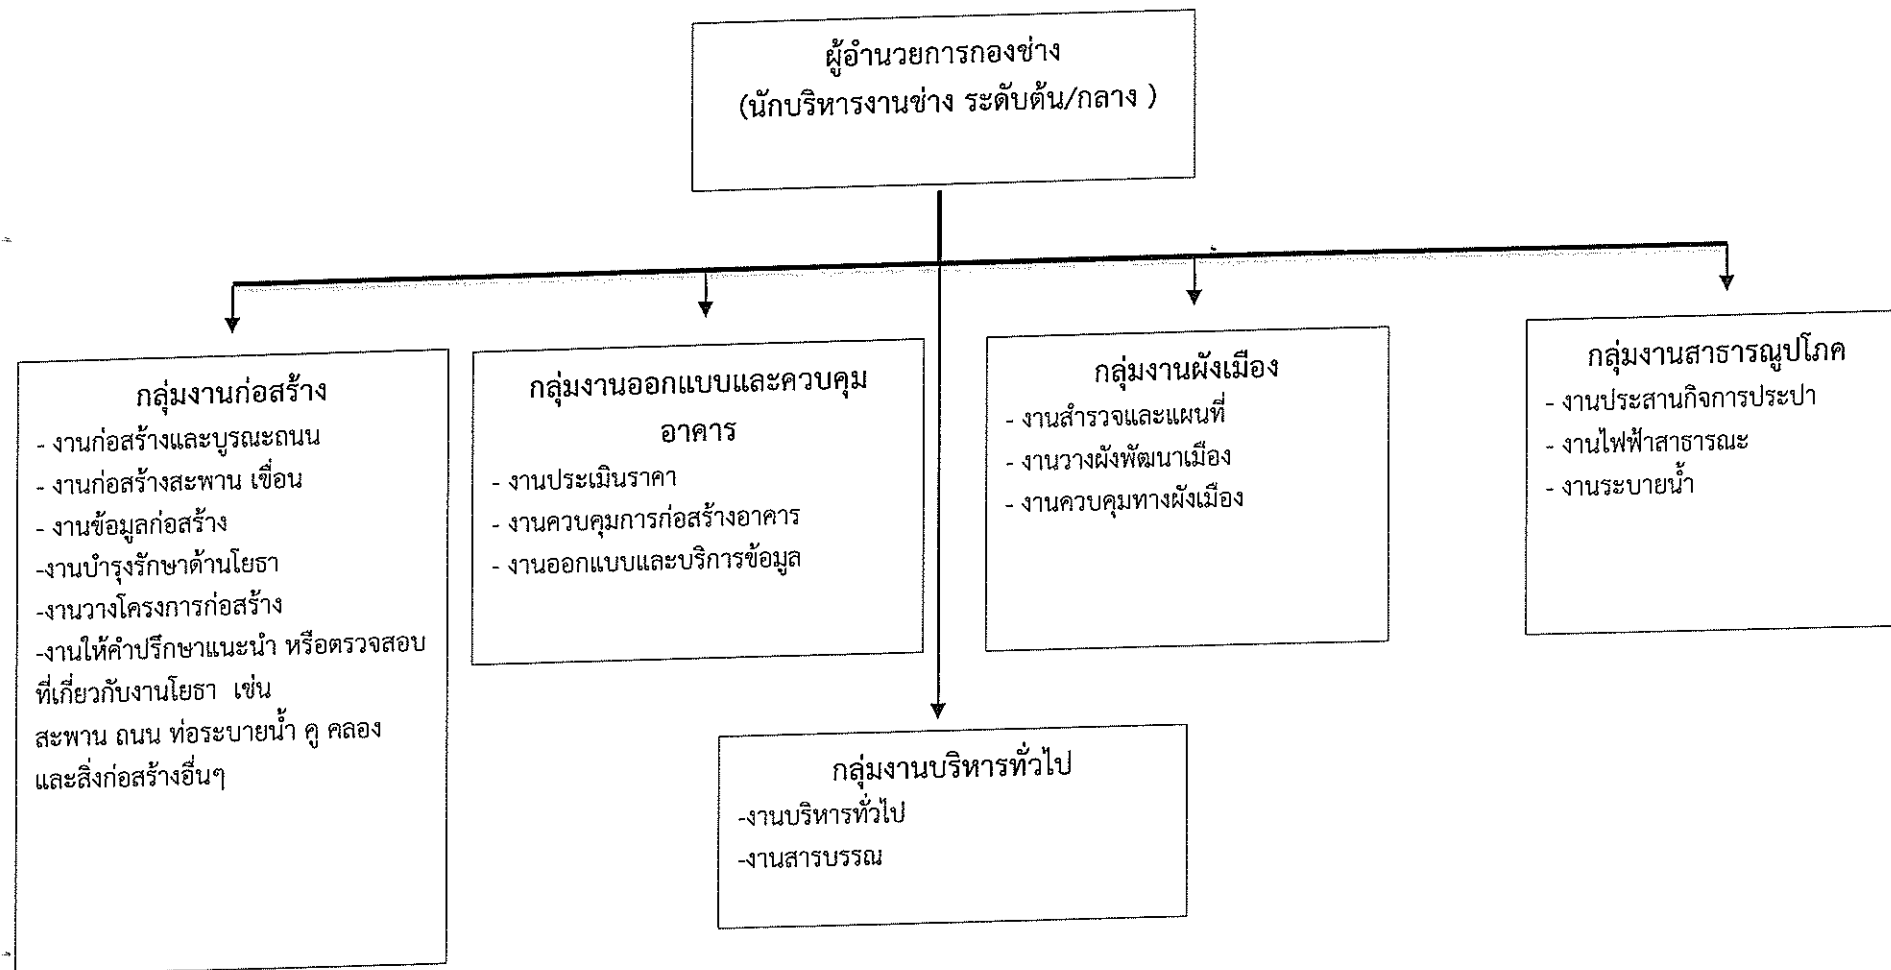 ผู้อำนวยการกองช่าง
(นักบริหารงานช่าง ระดับต้น/กลาง )
กลุ่มงานก่อสร้าง
- งานก่อสร้างและบูรณะถนน
- งานก่อสร้างสะพาน เขื่อน
- งานข้อมูลก่อสร้าง
-งานบำรุงรักษาด้านโยธา
-งานวางโครงการก่อสร้าง
-งานให้คำปรึกษาแนะนำ หรือตรวจสอบ
ที่เกี่ยวกับงานโยธา เช่น
สะพาน ถนน ท่อระบายน้ำ คู คลอง
และสิ่งก่อสร้างอื่นๆ
กลุ่มงานออกแบบและควบคุม
อาคาร
- งานประเมินราคา
- งานควบคุมการก่อสร้างอาคาร
- งานออกแบบและบริการข้อมูล
กลุ่มงานผังเมือง
- งานสำรวจและแผนที่
- งานวางผังพัฒนาเมือง
- งานควบคุมทางผังเมือง
กลุ่มงานสาธารณูปโภค
- งานประสานกิจการประปา
- งานไฟฟ้าสาธารณะ
- งานระบายน้ำ
กลุ่มงานบริหารทั่วไป
-งานบริหารทั่วไป
-งานสารบรรณ